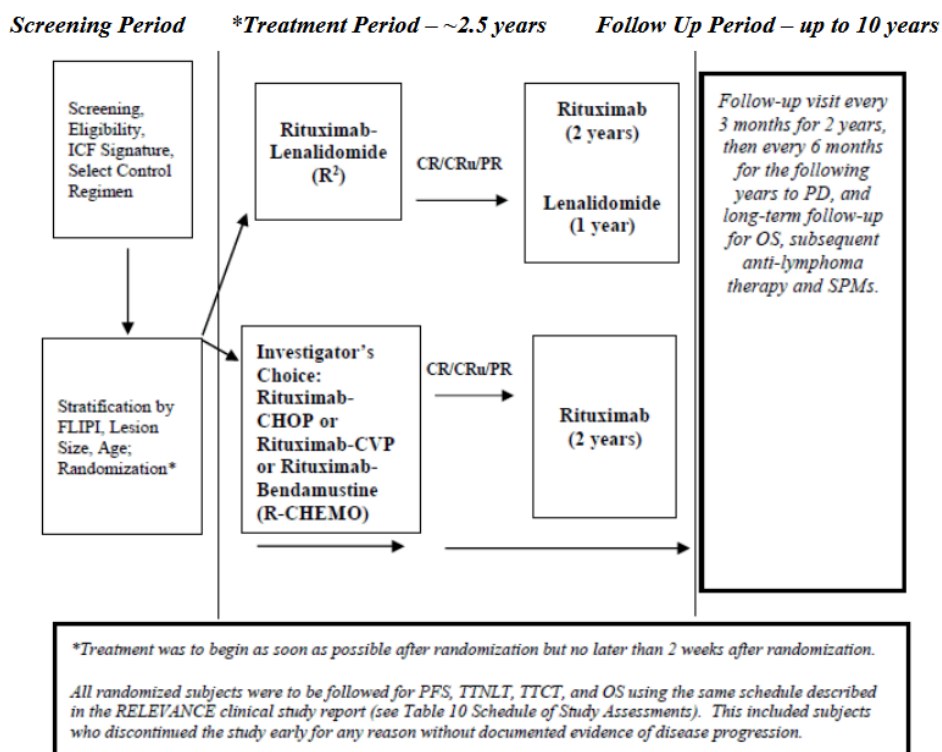 Screening Period
*Treatment Period – ~2.5 years
Follow Up Period – up to 10 years
Screening,
Eligibility,
ICF Signature,
Select Control
Regimen
Stratification by
FLIPI, Lesion
Size, Age;
Randomization*
Rituximab-
Lenalidomide
(R²)
CR/CRu/PR
Rituximab
(2 years)
Lenalidomide
(1 year)
Investigator's
Choice:
Rituximab-
CHOP or
Rituximab-CVP
or Rituximab-
Bendamustine
(R-CHEMO)
CR/CRu/PR
Rituximab
(2 years)
Follow-up visit every
3 months for 2 years,
then every 6 months
for the following
years to PD, and
long-term follow-up
for OS, subsequent
anti-lymphoma
therapy and SPMs.
*Treatment was to begin as soon as possible after randomization but no later than 2 weeks after randomization.
All randomized subjects were to be followed for PFS, TTNLT, TTCT, and OS using the same schedule described
in the RELEVANCE clinical study report (see Table 10 Schedule of Study Assessments). This included subjects
who discontinued the study early for any reason without documented evidence of disease progression.